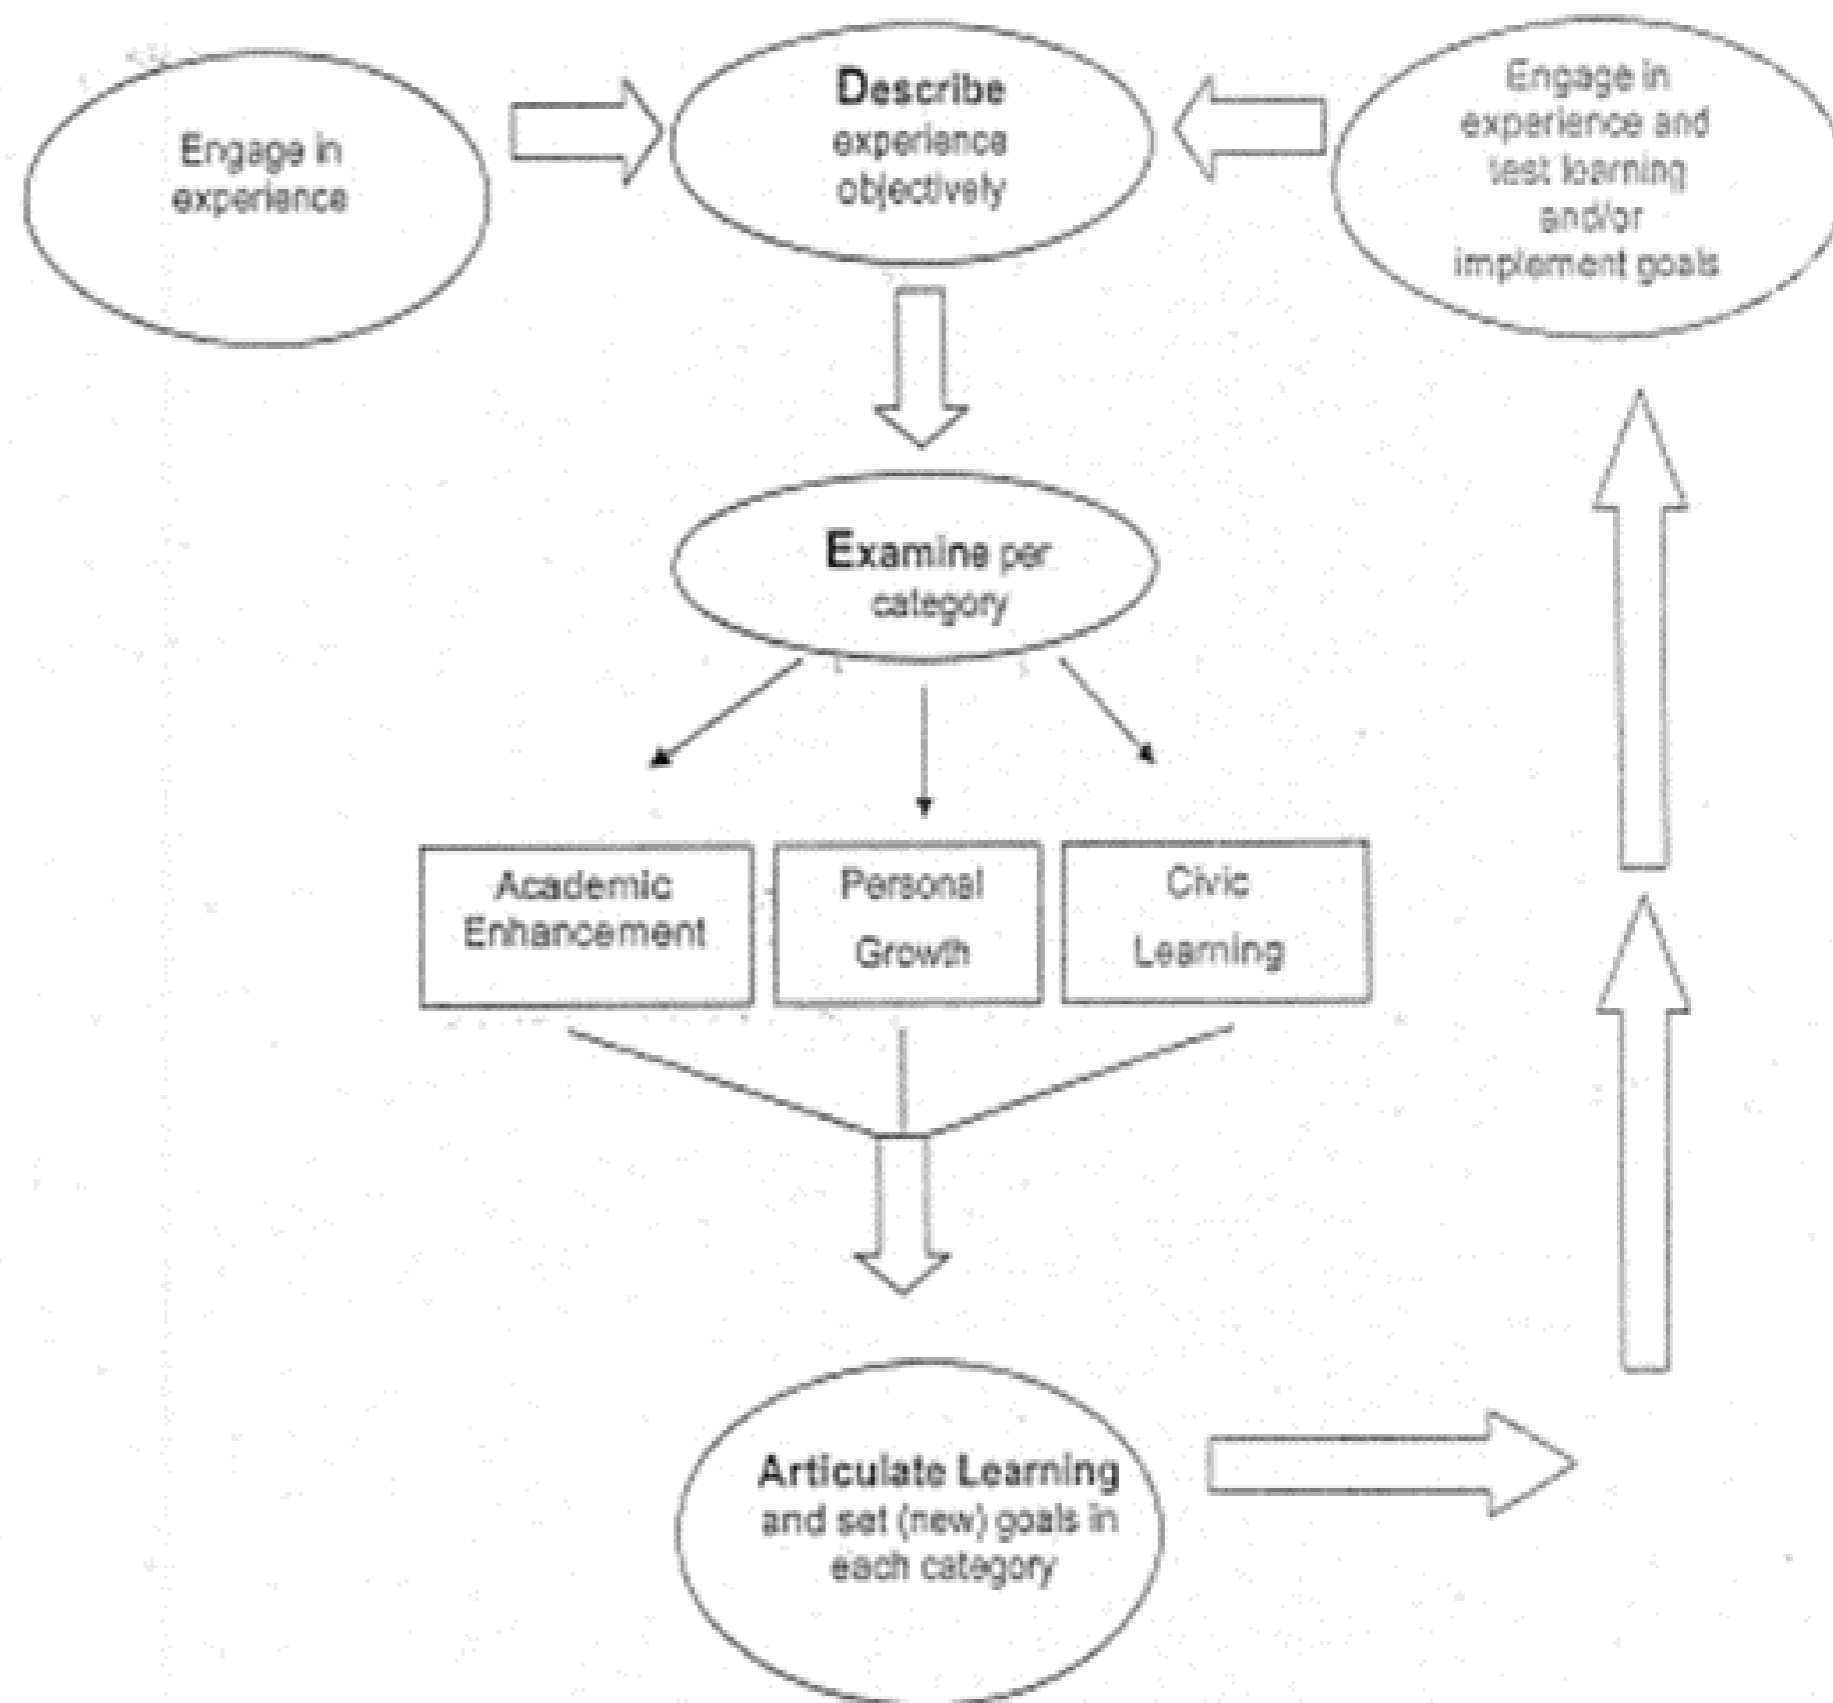 Engage in
experience
Describe
experience
objectively
Engage in
experience and
test learning
and/or
implement goals
Examine per
category
Academic
Enhancement
Personal
Growth
Civic
Learning
Articulate Learning
and set (new) goals in
each category